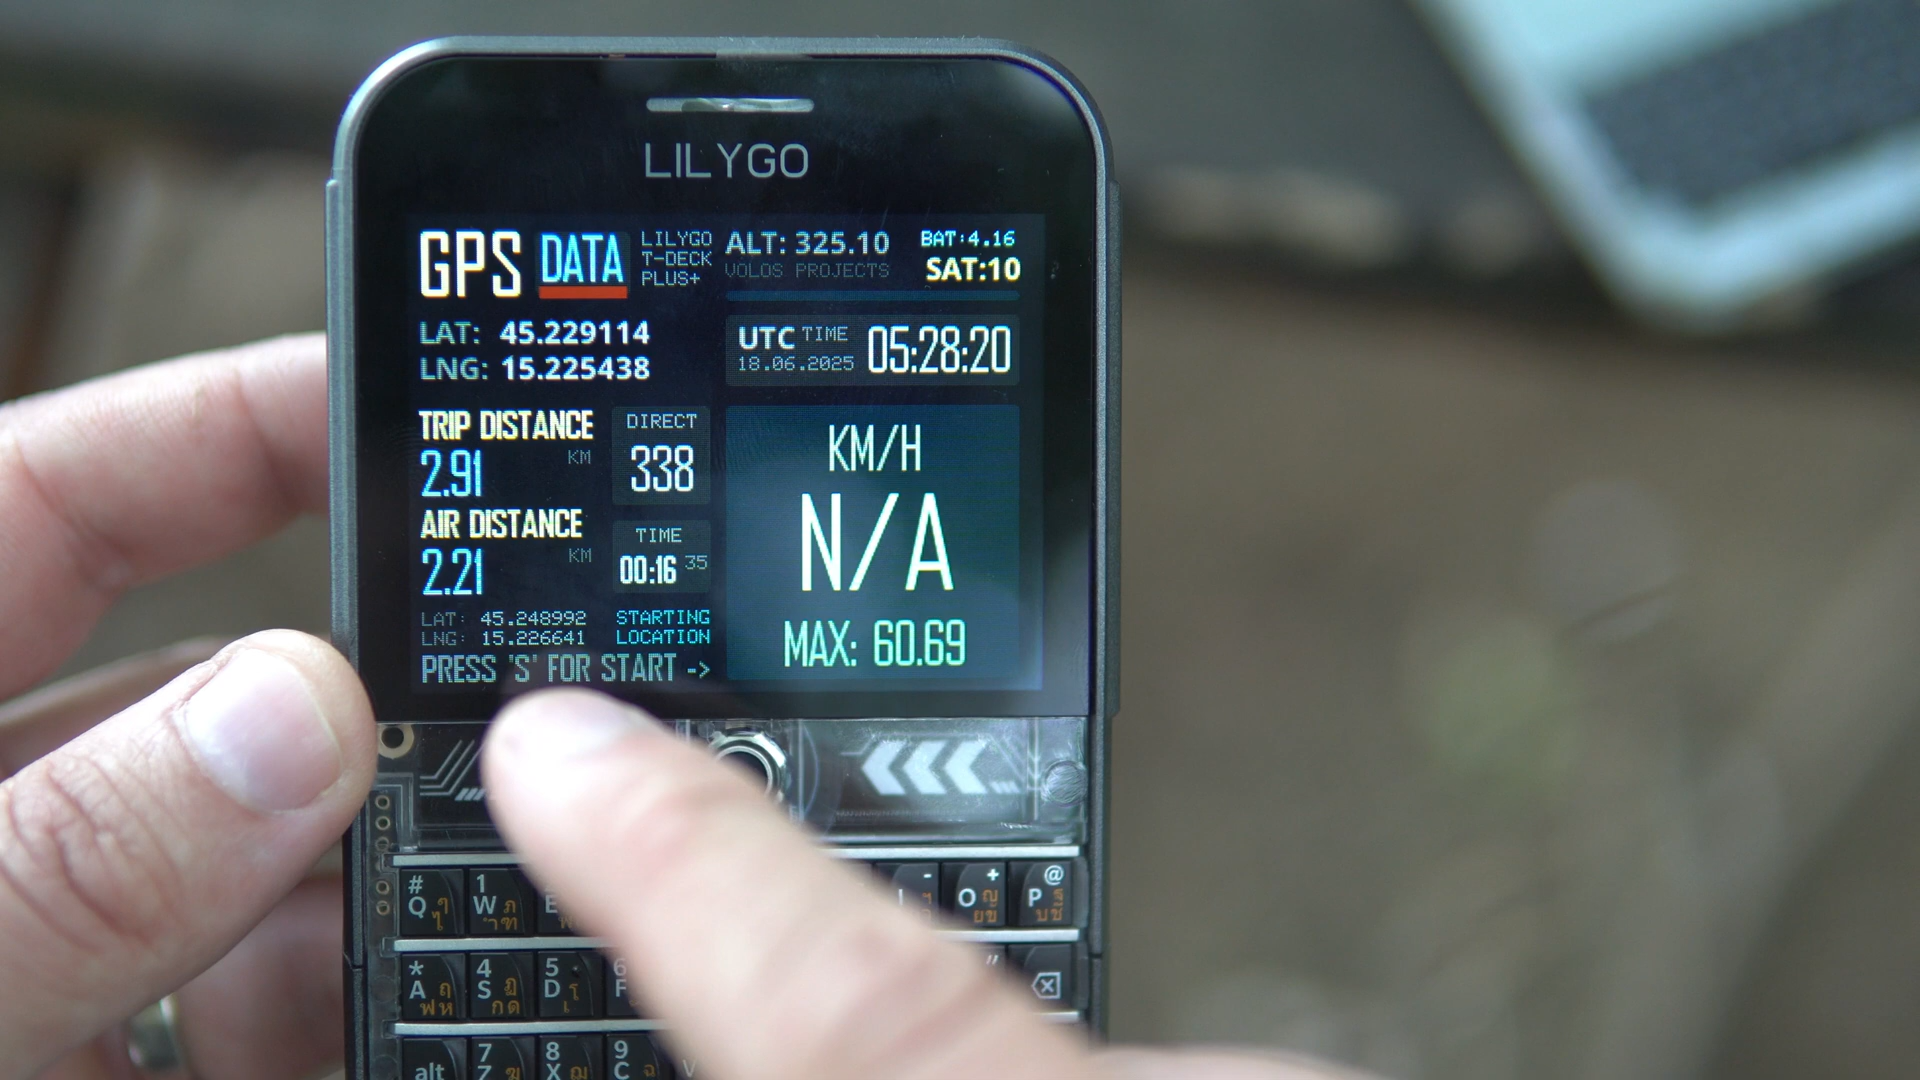 LILYGO
GPS DATA
LILYGO
T-DECK
PLUS+
ALT: 325.10
VOLOS PROJECTS
BAT:4.16
SAT:10
LAT: 45.229114
LNG: 15.225438
UTC TIME
18.06.2025
05:28:20
TRIP DISTANCE
2.91 KM
DIRECT
338
AIR DISTANCE
2.21 KM
TIME
00:16 35
KM/H
N/A
MAX: 60.69
LAT: 45.248992
LNG: 15.226641
STARTING
LOCATION
PRESS 'S' FOR START ->
# 1 - + @
Q W E O P
* 4 5 6 "
A S D F
7 8 9
alt Z X C V